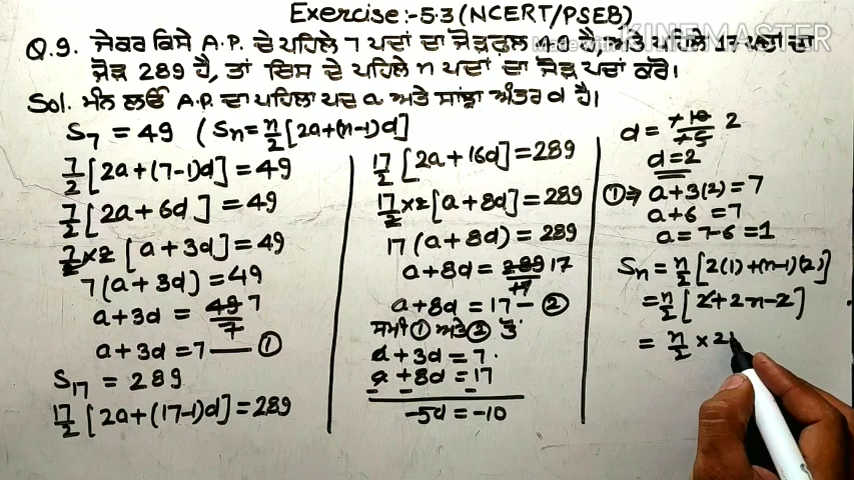 Exercise:-5.3 (NCERT/PSEB)
KINEMASTER
Q.9. ਜੇਕਰ ਕਿਸੇ A.P. ਦੇ ਪਹਿਲੇ 7 ਪਦਾਂ ਦਾ ਜੋੜਫਲ 49 ਹੈ, ਅਤੇ ਪਹਿਲੇ 17 ਪਦਾਂ ਦਾ
ਜੋੜ 289 ਹੈ, ਤਾਂ ਇਸ ਦੇ ਪਹਿਲੇ n ਪਦਾਂ ਦਾ ਜੋੜ ਪਤਾ ਕਰੋ।
Sol. ਮੰਨ ਲਓ A.P. ਦਾ ਪਹਿਲਾ ਪਦ a ਅਤੇ ਸਾਂਝਾ ਅੰਤਰ d ਹੈ।
S₇ = 49 (Sn = n/2 [2a+(n-1)d]
7/2 [2a+(7-1)d] = 49
7/2 [2a+6d] = 49
7/2 × 2 [a+3d] = 49
7(a+3d) = 49
a+3d = 49/7 7
a+3d = 7 — ①
S₁₇ = 289
17/2 [2a+(17-1)d] = 289
17/2 [2a+16d] = 289
17/2 × 2 [a+8d] = 289
17(a+8d) = 289
a+8d = 289/17 17
a+8d = 17 — ②
ਸਮੀ ① ਅਤੇ ② ਤੋਂ
a + 3d = 7
a + 8d = 17
- - -
-5d = -10
d = -10/-5 2
d = 2
① ⇒ a+3(2) = 7
a+6 = 7
a = 7-6 = 1
Sn = n/2 [2(1)+(n-1)(2)]
= n/2 [2+2n-2]
= n/2 × 2